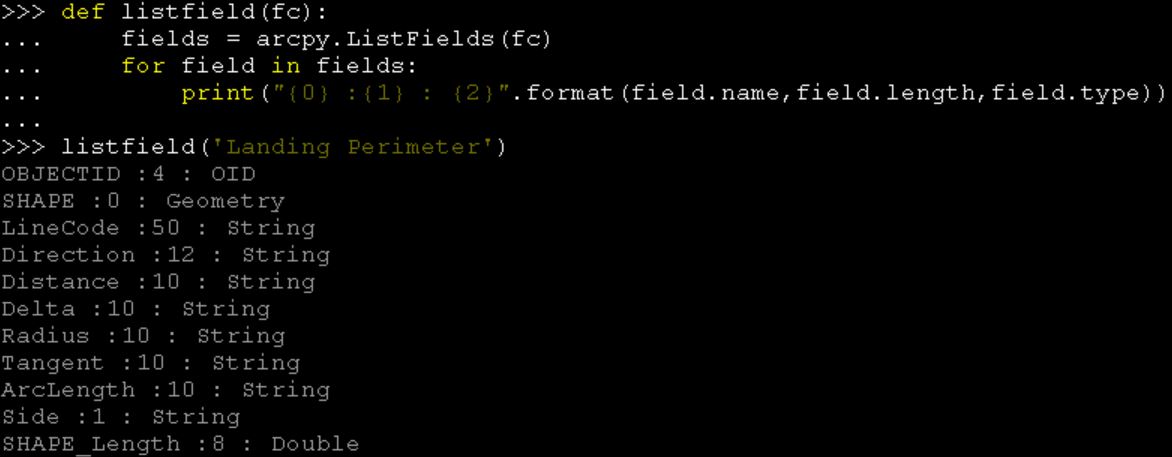 >>> def listfield(fc):
...     fields = arcpy.ListFields(fc)
...     for field in fields:
...         print("{0} :{1} : {2}".format(field.name,field.length,field.type))
...
>>> listfield('Landing Perimeter')
OBJECTID :4 : OID
SHAPE :0 : Geometry
LineCode :50 : String
Direction :12 : String
Distance :10 : String
Delta :10 : String
Radius :10 : String
Tangent :10 : String
ArcLength :10 : String
Side :1 : String
SHAPE_Length :8 : Double